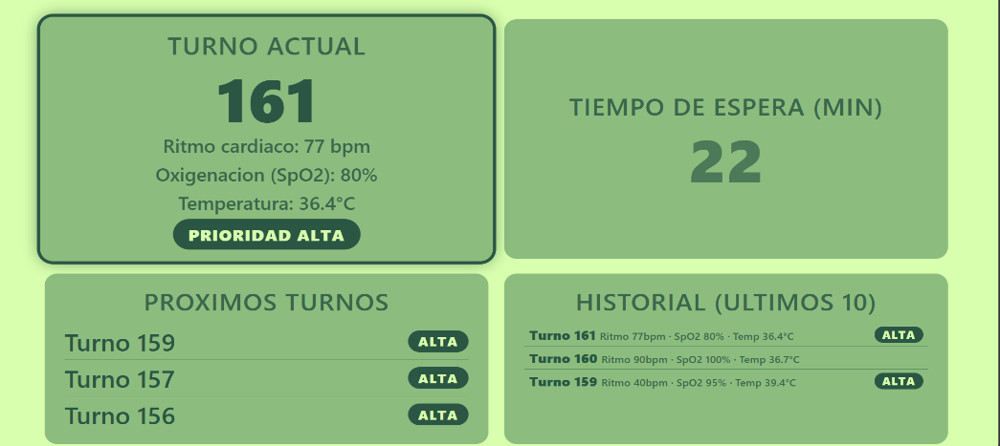 TURNO ACTUAL
161
Ritmo cardiaco: 77 bpm
Oxigenacion (SpO2): 80%
Temperatura: 36.4°C
PRIORIDAD ALTA
TIEMPO DE ESPERA (MIN)
22
PROXIMOS TURNOS
Turno 159 ALTA
Turno 157 ALTA
Turno 156 ALTA
HISTORIAL (ULTIMOS 10)
Turno 161 Ritmo 77bpm · SpO2 80% · Temp 36.4°C ALTA
Turno 160 Ritmo 90bpm · SpO2 100% · Temp 36.7°C
Turno 159 Ritmo 40bpm · SpO2 95% · Temp 39.4°C ALTA